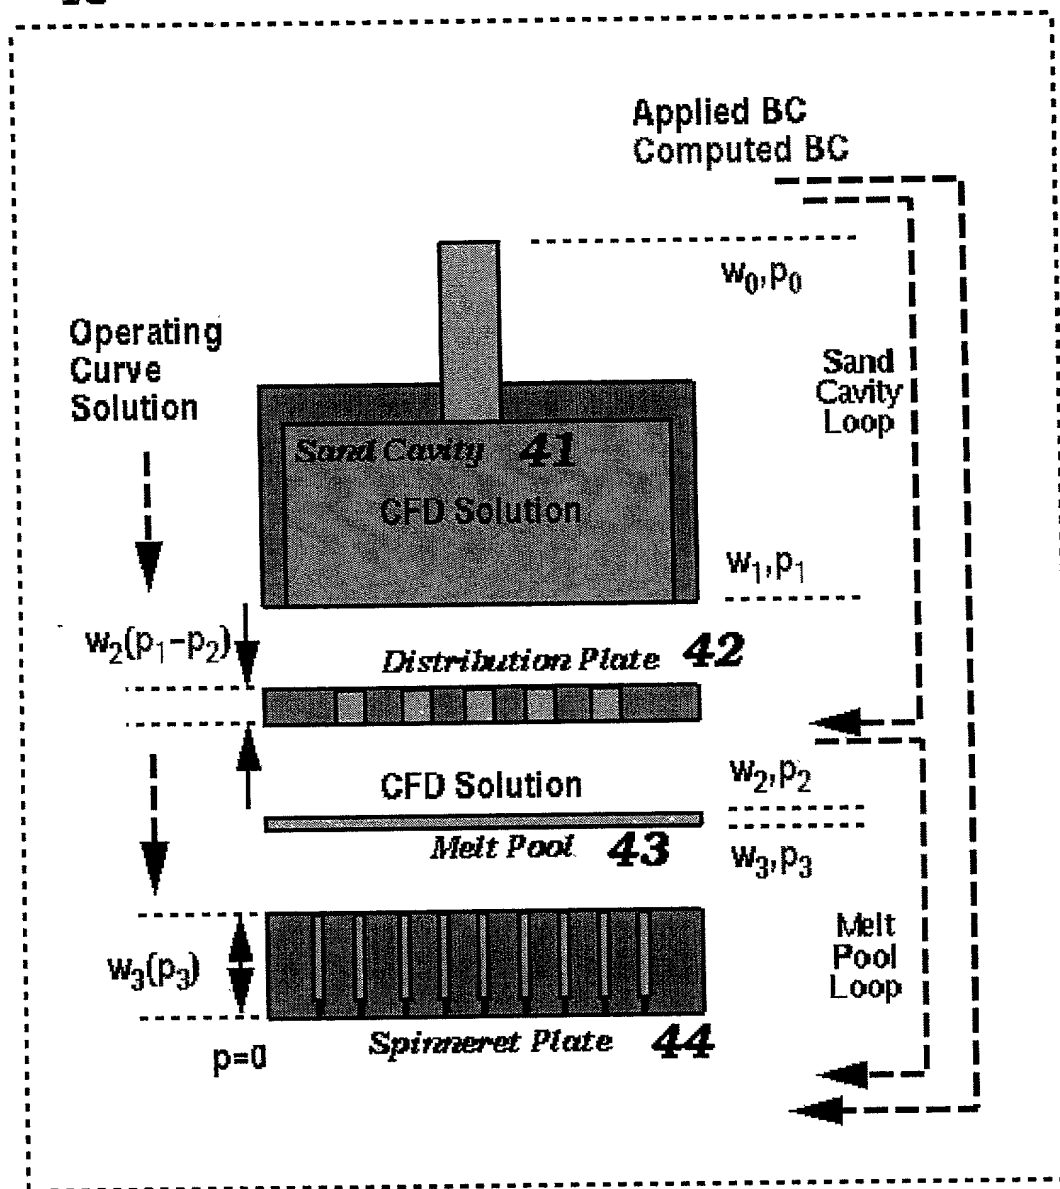 Applied BC
Computed BC
w0,p0
Operating
Curve
Solution
Sand
Cavity
Loop
Sand Cavity 41
CFD Solution
w1,p1
w2(p1-p2)
Distribution Plate 42
CFD Solution
w2,p2
Melt Pool 43
w3,p3
w3(p3)
Melt
Pool
Loop
Spinneret Plate 44
p=0